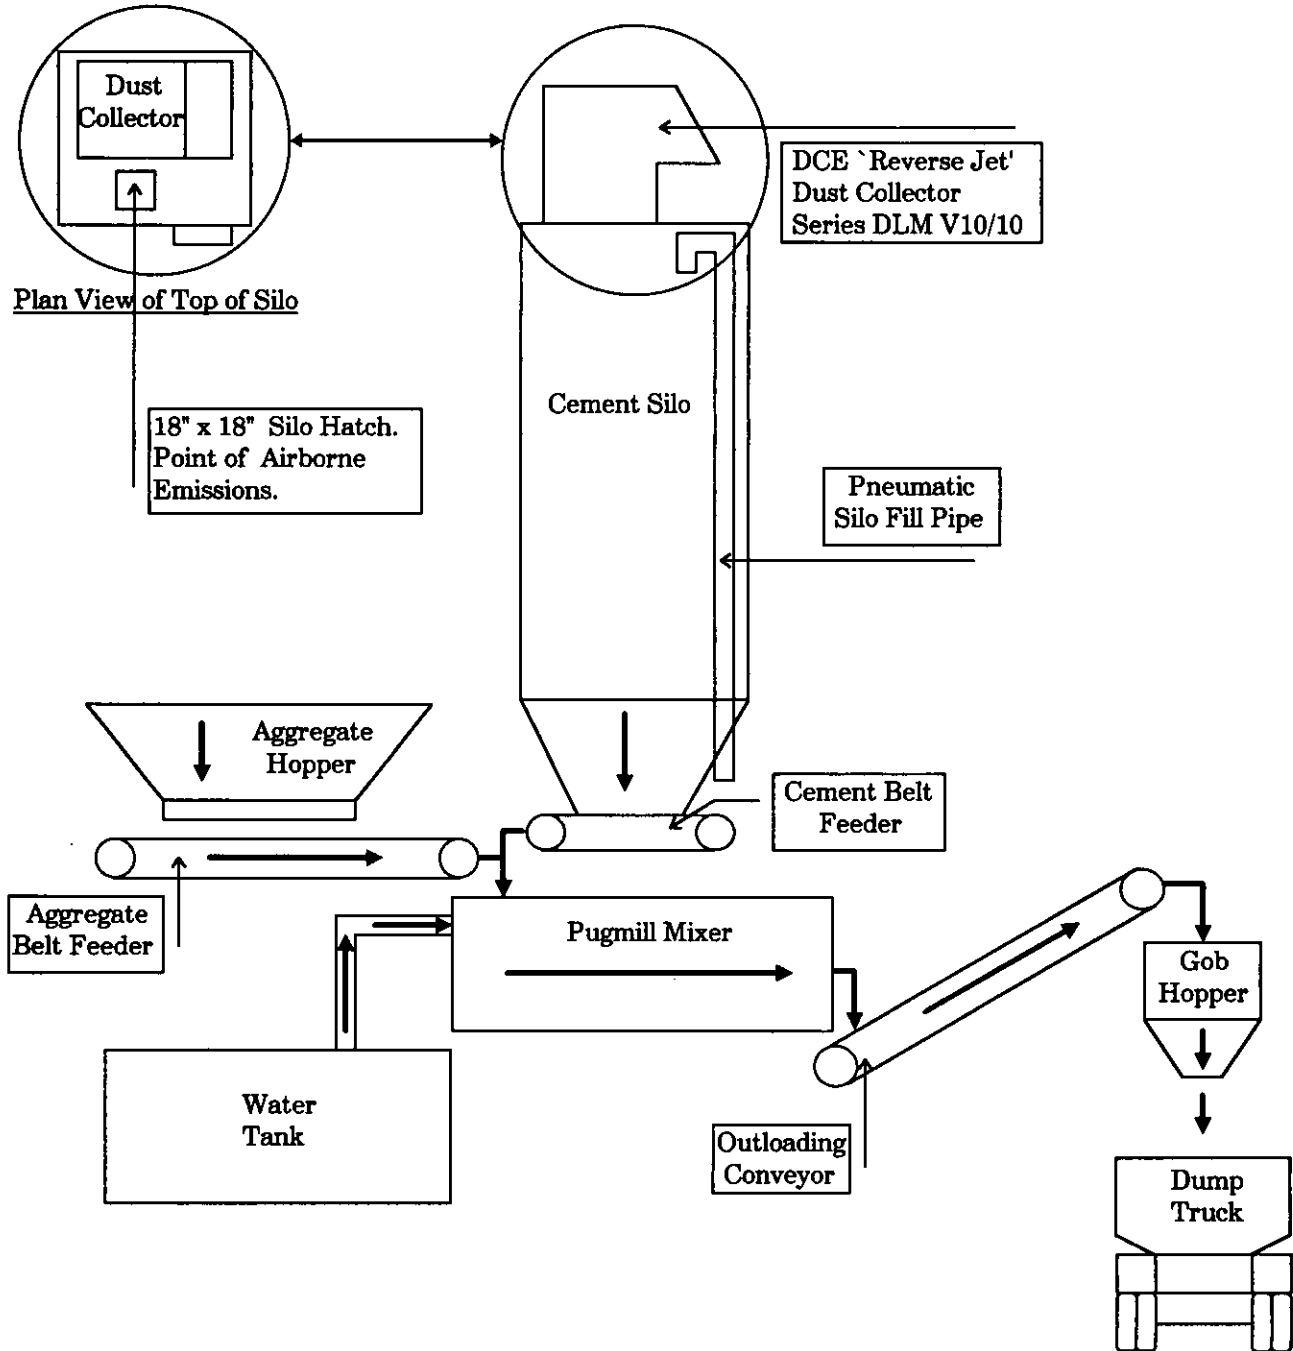 Dust
Collector
DCE `Reverse Jet'
Dust Collector
Series DLM V10/10
Plan View of Top of Silo
18" x 18" Silo Hatch.
Point of Airborne
Emissions.
Cement Silo
Pneumatic
Silo Fill Pipe
Aggregate
Hopper
Cement Belt
Feeder
Aggregate
Belt Feeder
Pugmill Mixer
Gob
Hopper
Water
Tank
Outloading
Conveyor
Dump
Truck